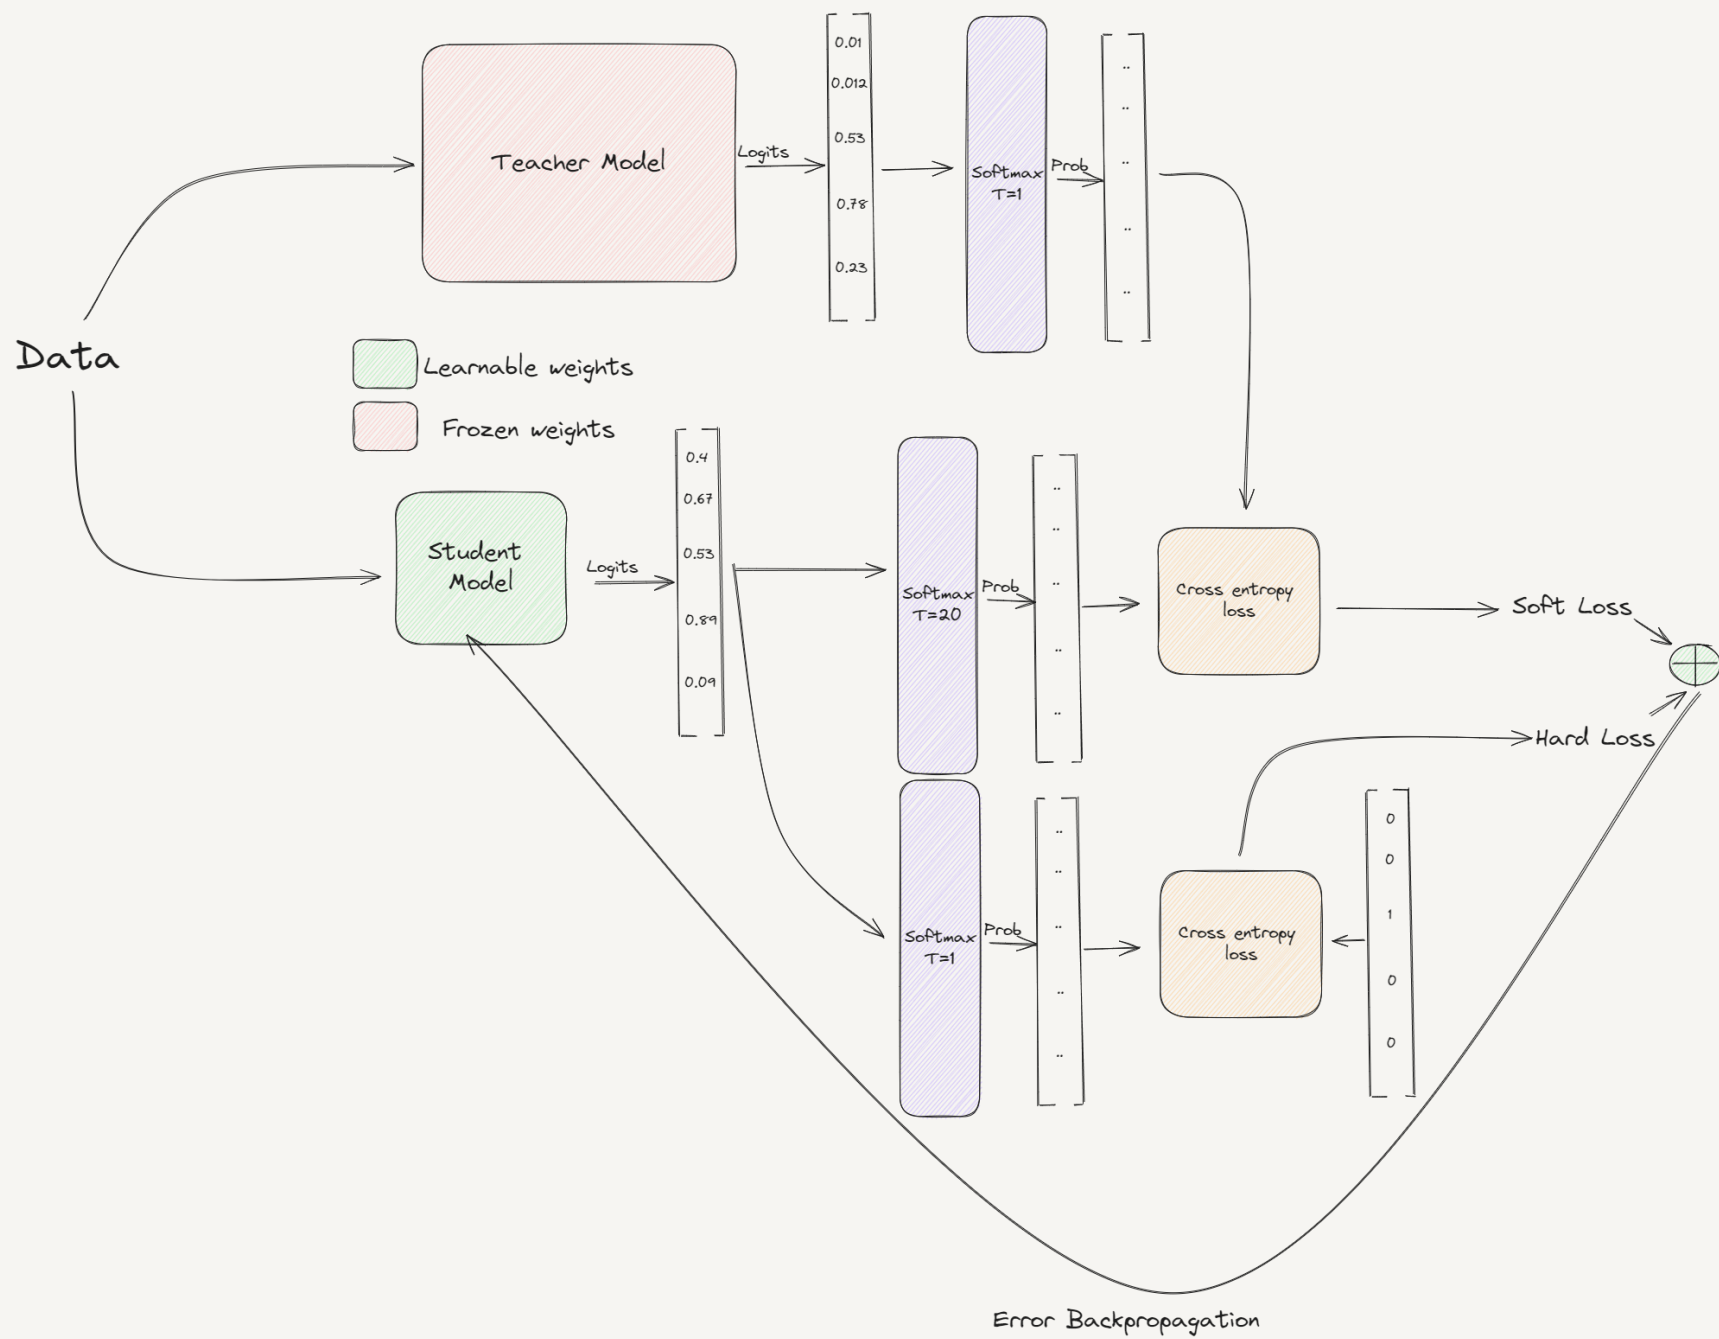 Data
Teacher Model
Logits
0.01
0.012
0.53
0.78
0.23
Softmax
T=1
Prob
..
..
..
..
..
Learnable weights
Frozen weights
Student
Model
Logits
0.4
0.67
0.53
0.89
0.09
Softmax
T=20
Prob
..
..
..
..
..
Cross entropy
loss
Soft Loss
Softmax
T=1
Prob
..
..
..
..
..
Cross entropy
loss
Hard Loss
0
0
1
0
0
Error Backpropagation